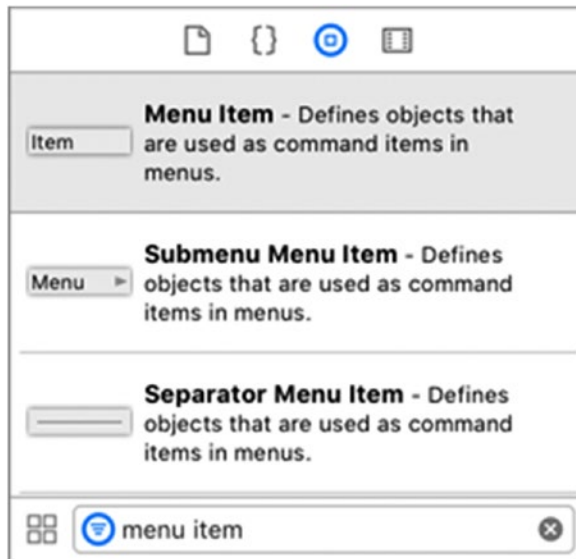 Item
Menu Item - Defines objects that
are used as command items in
menus.
Menu
Submenu Menu Item - Defines
objects that are used as command
items in menus.
Separator Menu Item - Defines
objects that are used as command
items in menus.
menu item